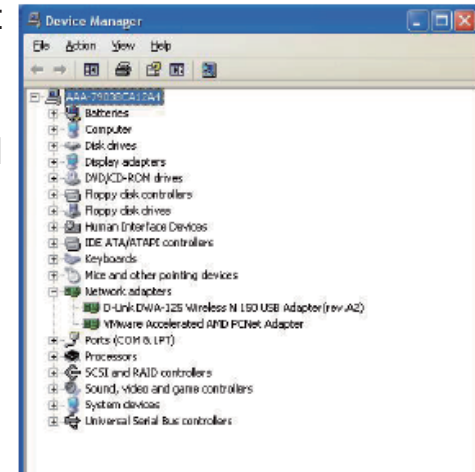 Device Manager
File Action View Help
AAA-79038CA12A4
Batteries
Computer
Disk drives
Display adapters
DVD/CD-ROM drives
Floppy disk controllers
Floppy disk drives
Human Interface Devices
IDE ATA/ATAPI controllers
Keyboards
Mice and other pointing devices
Network adapters
D-Link DWA-125 Wireless N 150 USB Adapter(rev.A2)
VMware Accelerated AMD PCNet Adapter
Ports (COM & LPT)
Processors
SCSI and RAID controllers
Sound, video and game controllers
System devices
Universal Serial Bus controllers